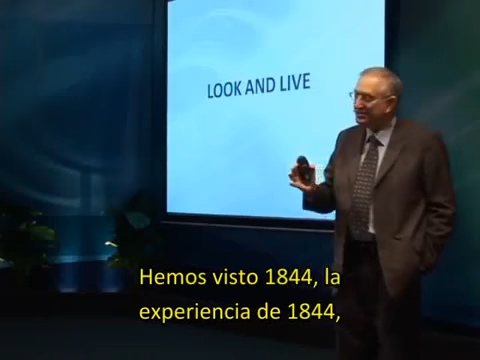 LOOK AND LIVE
Hemos visto 1844, la
experiencia de 1844,